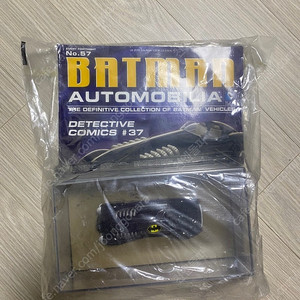 No.57
BATMAN
AUTOMOBILIA
THE DEFINITIVE COLLECTION OF BATMAN VEHICLES
DETECTIVE
COMICS #37